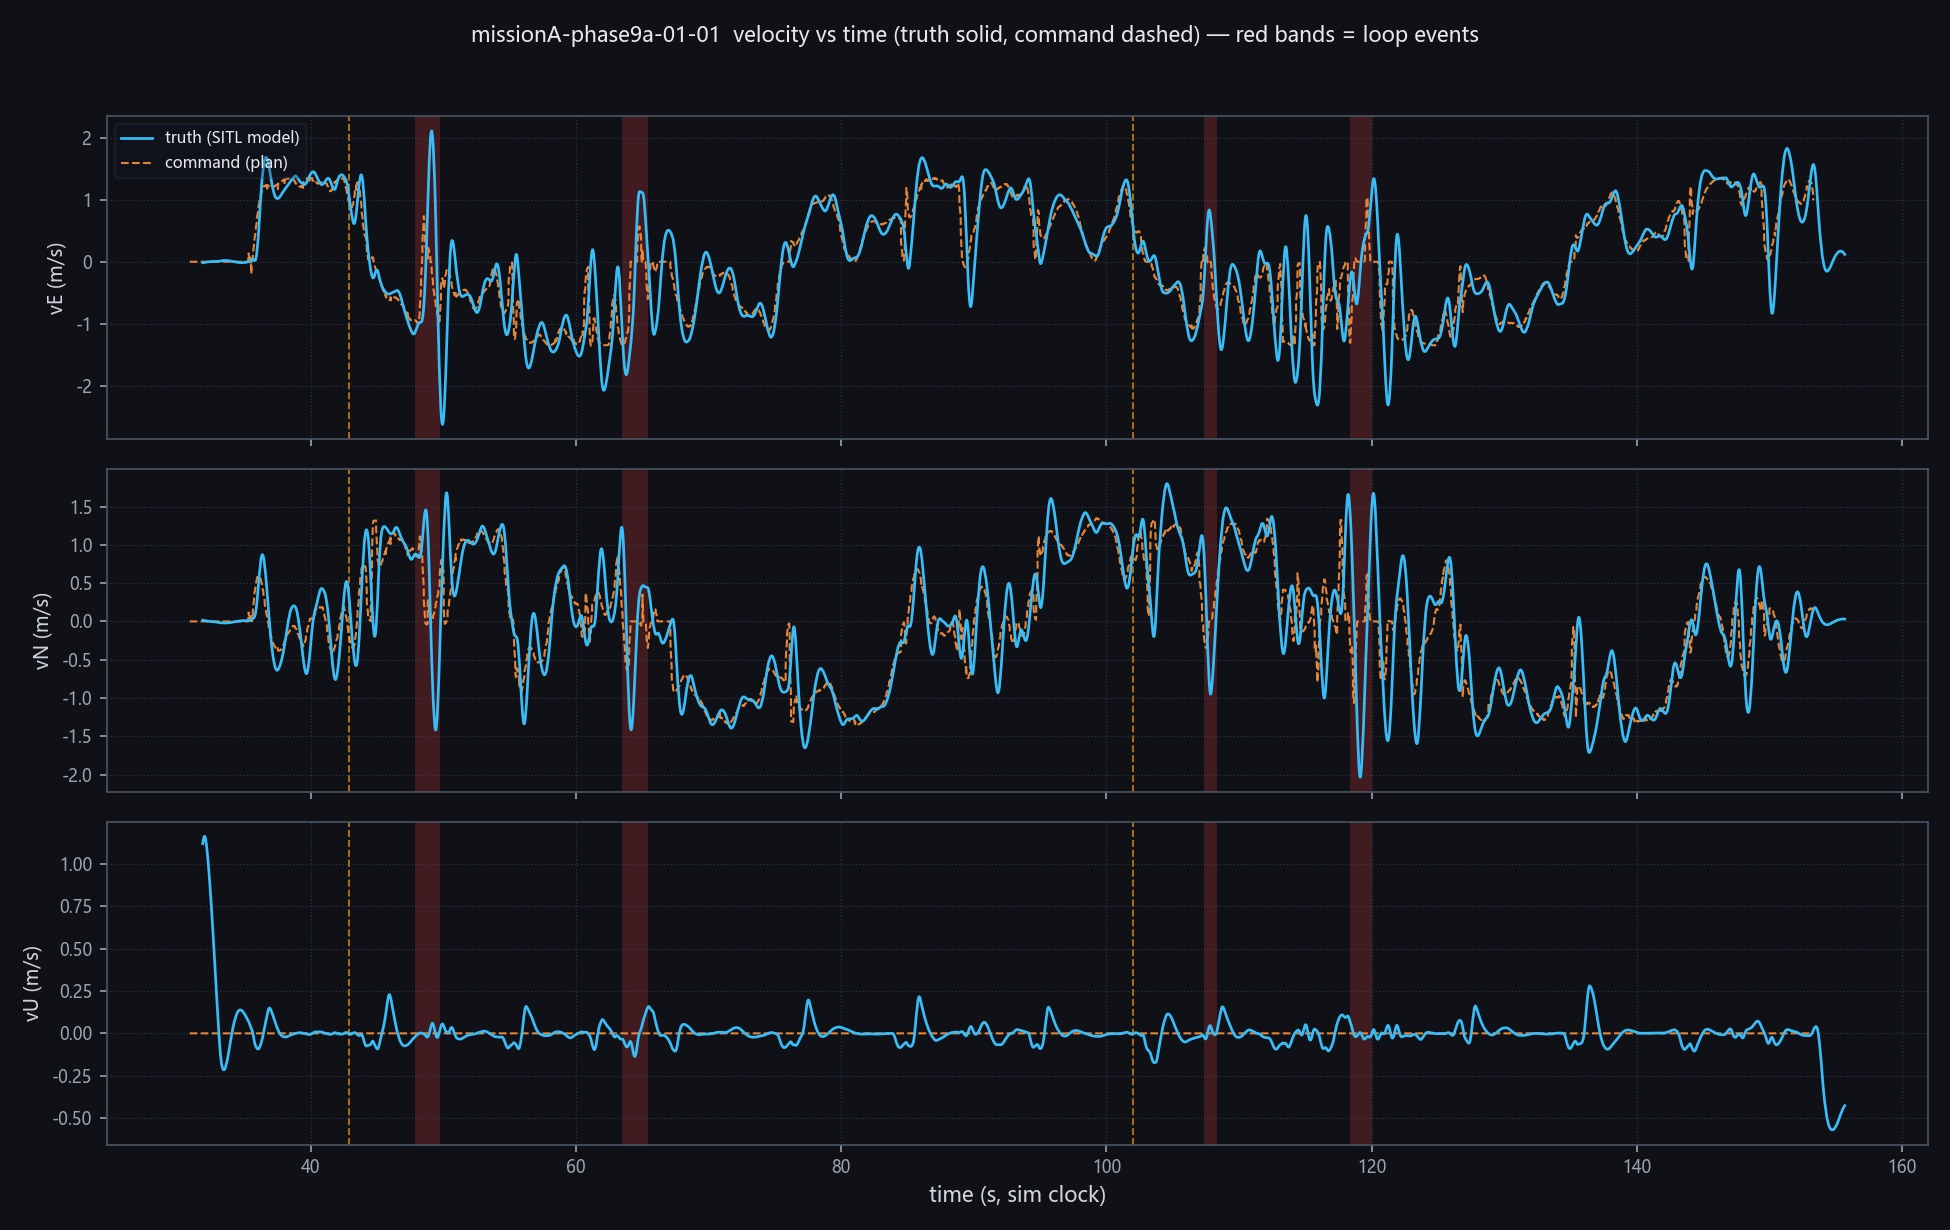 missionA-phase9a-01-01  velocity vs time (truth solid, command dashed) — red bands = loop events
truth (SITL model)
command (plan)
2
1
0
-1
-2
vE (m/s)
1.5
1.0
0.5
0.0
-0.5
-1.0
-1.5
-2.0
vN (m/s)
1.00
0.75
0.50
0.25
0.00
-0.25
-0.50
vU (m/s)
40 60 80 100 120 140 160
time (s, sim clock)